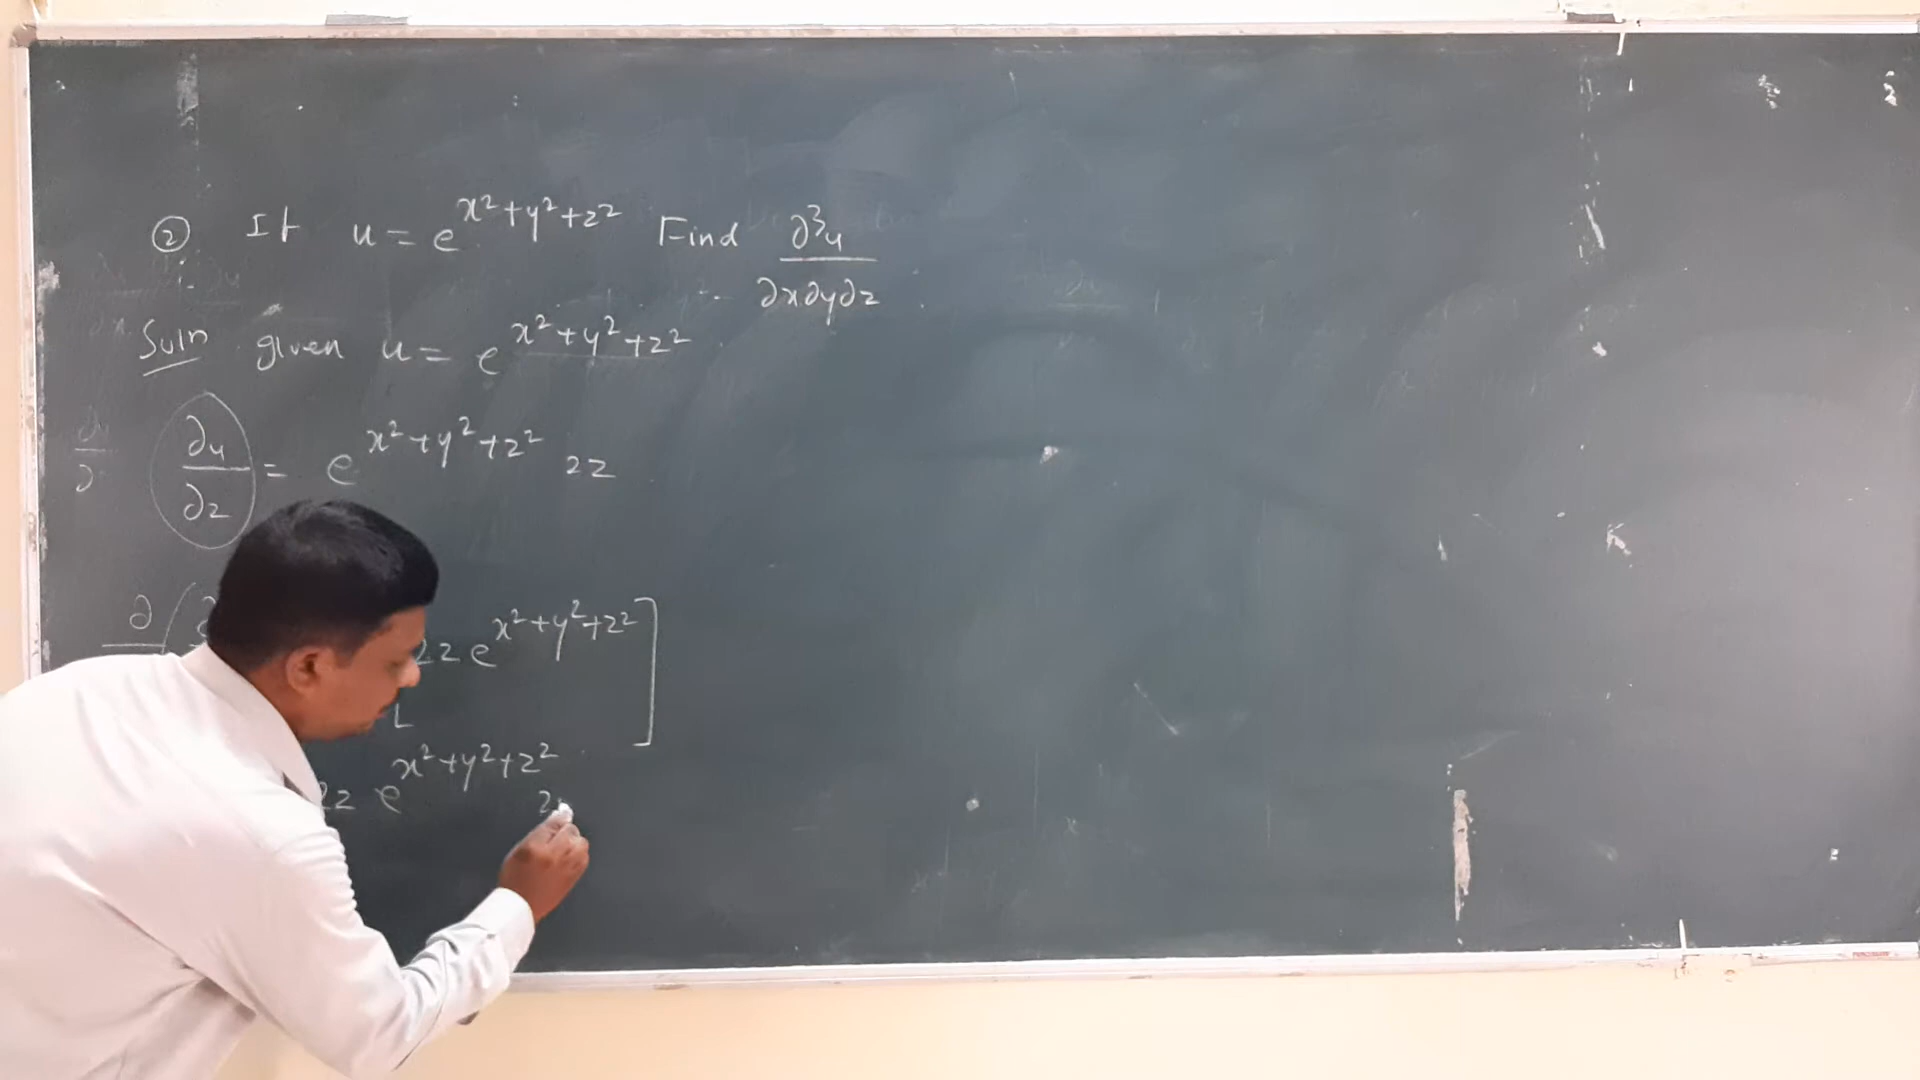 ② If u = e^{x²+y²+z²} Find ∂³u/∂x∂y∂z
Soln given u = e^{x²+y²+z²}
∂u/∂z = e^{x²+y²+z²} 2z
∂ ( 2z e^{x²+y²+z²} ]
2z e^{x²+y²+z²} 2